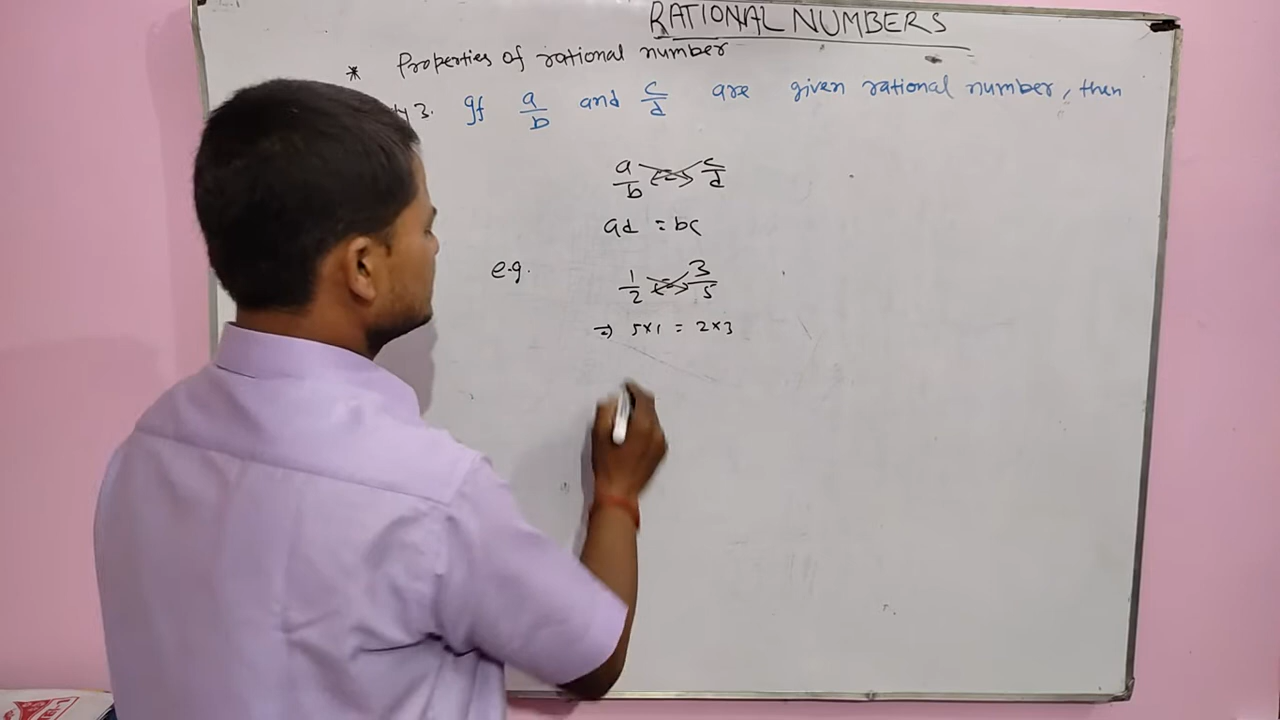 RATIONAL NUMBERS
* Properties of rational number
3. If a/b and c/d are given rational number, then
a/b = c/d
ad = bc
e.g. 1/2 = 3/5
⇒ 5×1 = 2×3